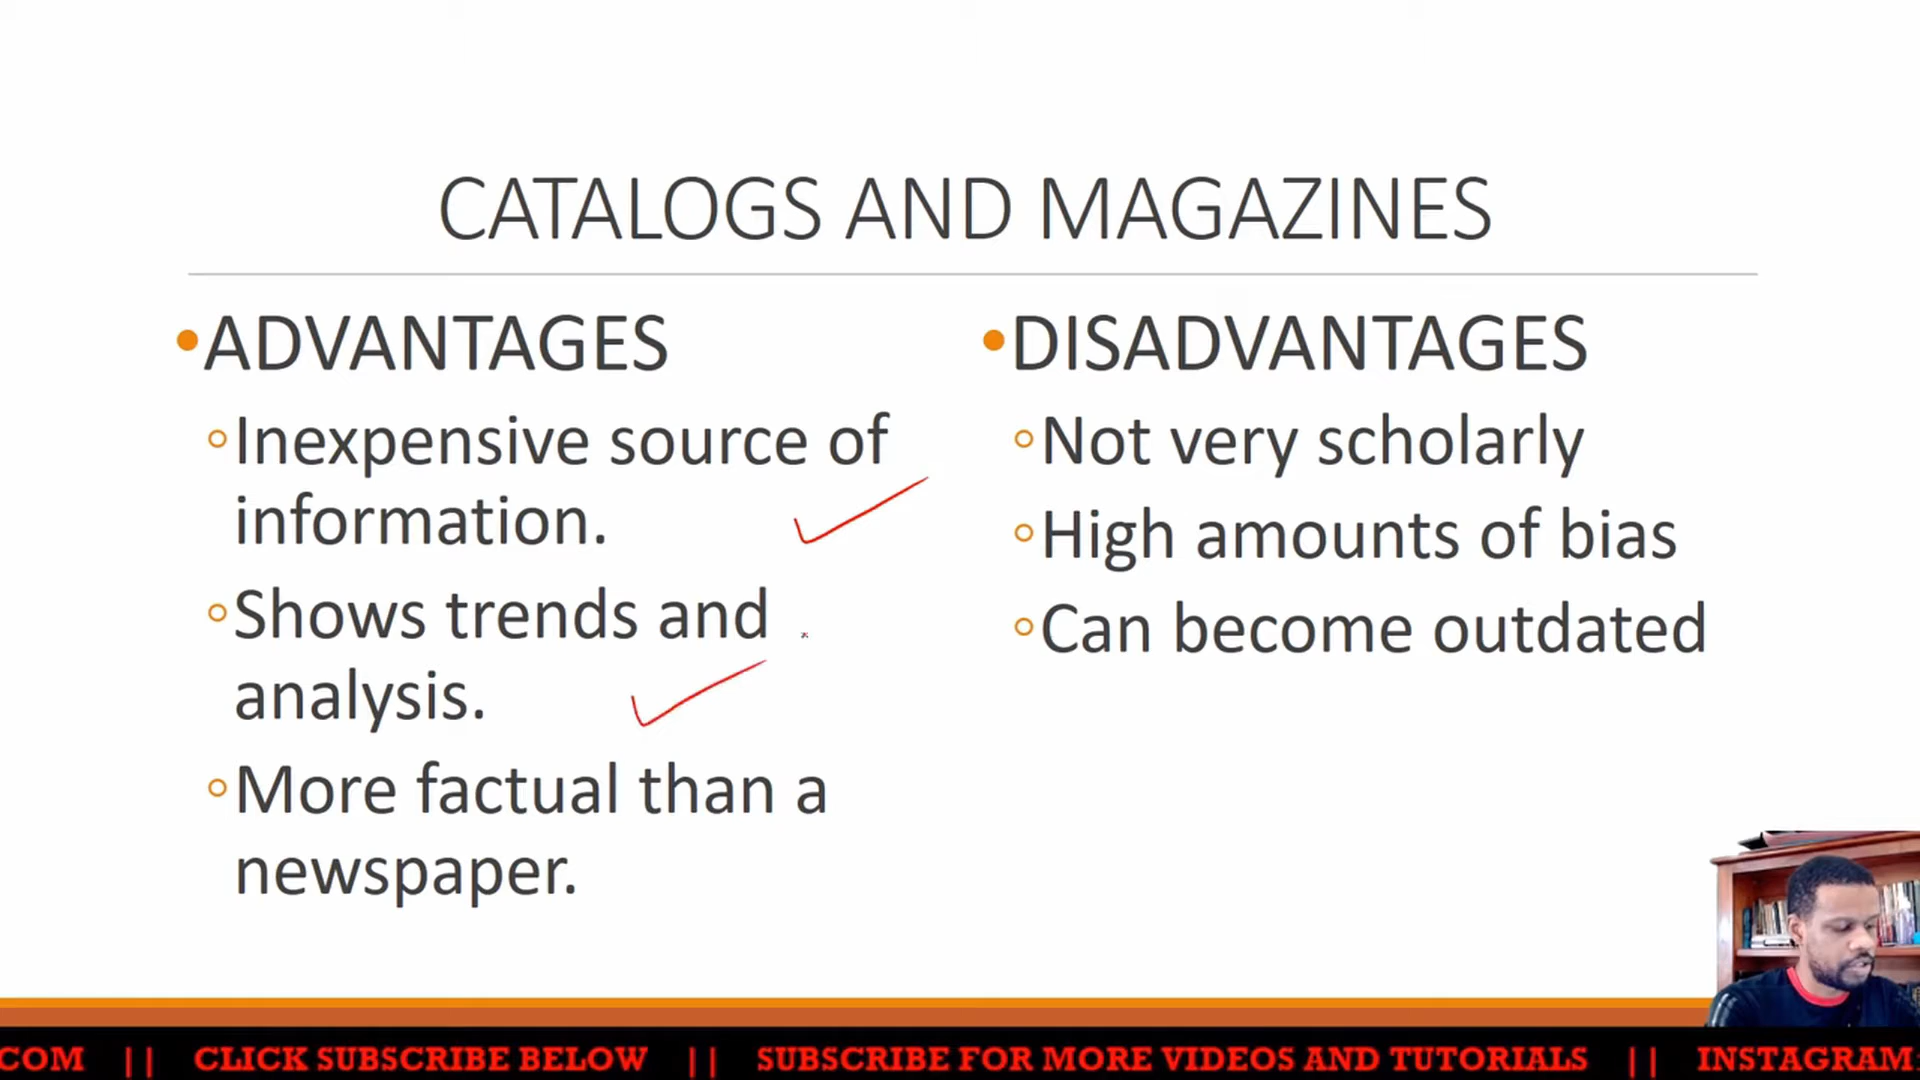 CATALOGS AND MAGAZINES
•ADVANTAGES
◦Inexpensive source of
information.
◦Shows trends and
analysis.
◦More factual than a
newspaper.
•DISADVANTAGES
◦Not very scholarly
◦High amounts of bias
◦Can become outdated
COM || CLICK SUBSCRIBE BELOW || SUBSCRIBE FOR MORE VIDEOS AND TUTORIALS || INSTAGRAM